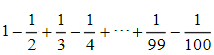 1 - 1/2 + 1/3 - 1/4 + ⋯ + 1/99 - 1/100